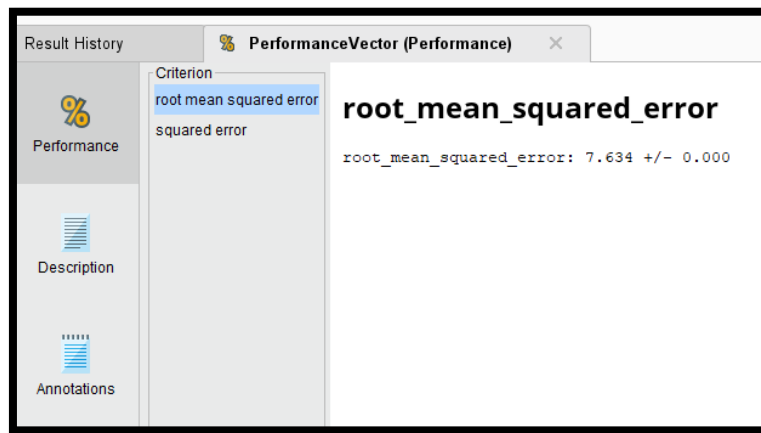 Result History
% PerformanceVector (Performance) ×
Criterion
root mean squared error
squared error
%
Performance
Description
Annotations
root_mean_squared_error
root_mean_squared_error: 7.634 +/- 0.000